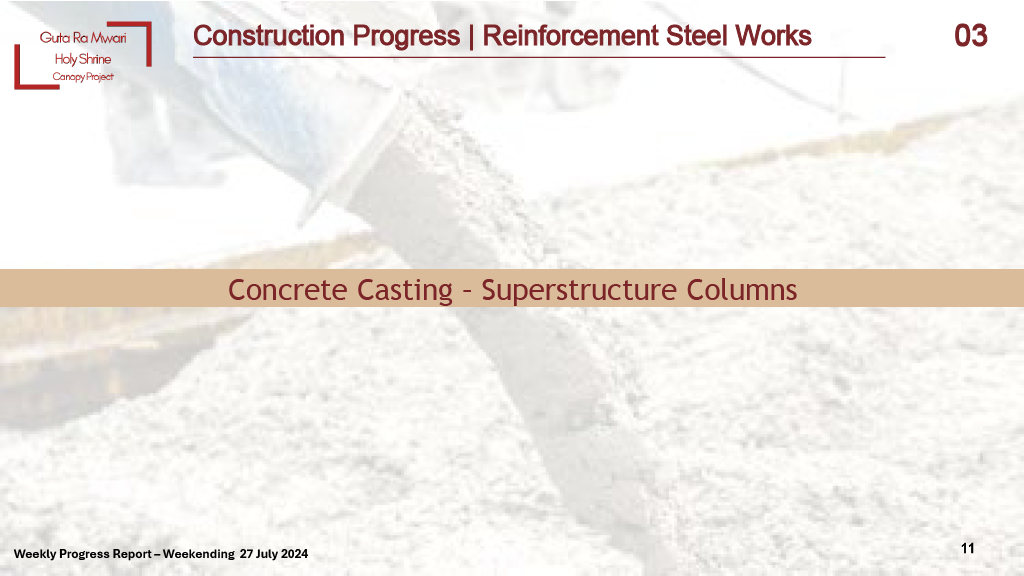 Guta Ra Mwari
Holy Shrine
Canopy Project
Construction Progress | Reinforcement Steel Works
03
Concrete Casting – Superstructure Columns
Weekly Progress Report – Weekending 27 July 2024
11